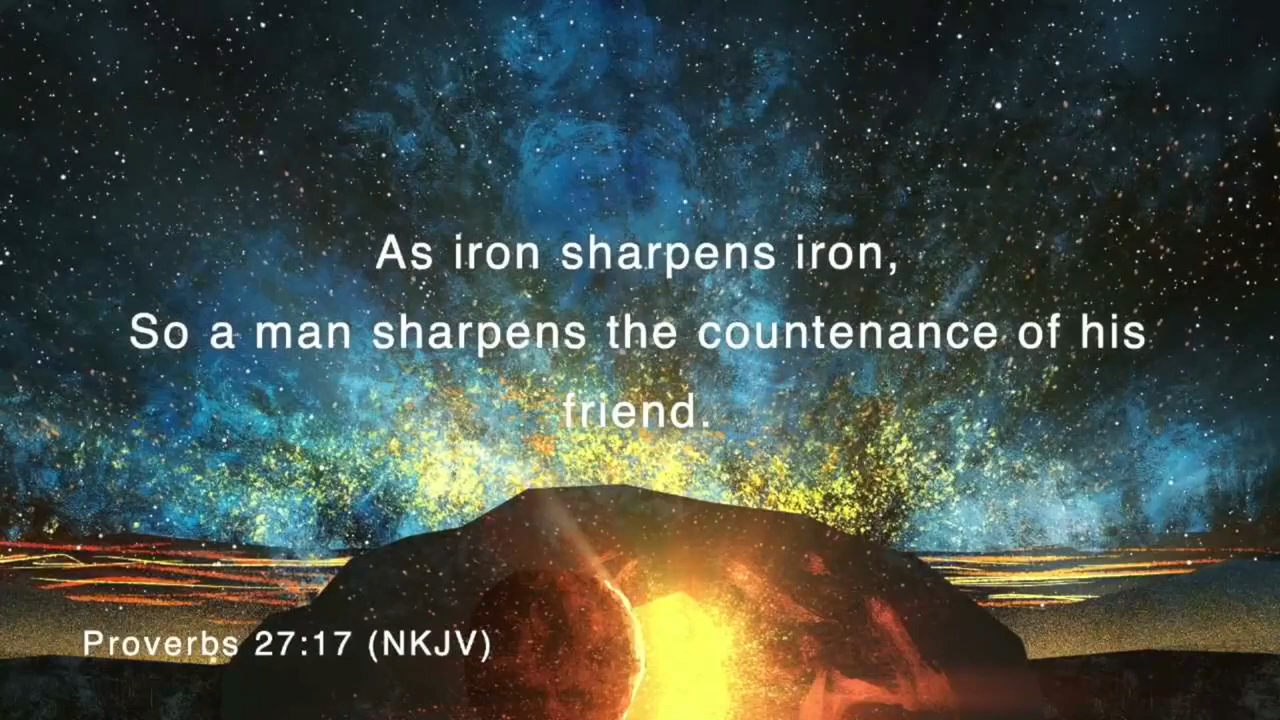 As iron sharpens iron,
So a man sharpens the countenance of his
friend.
Proverbs 27:17 (NKJV)